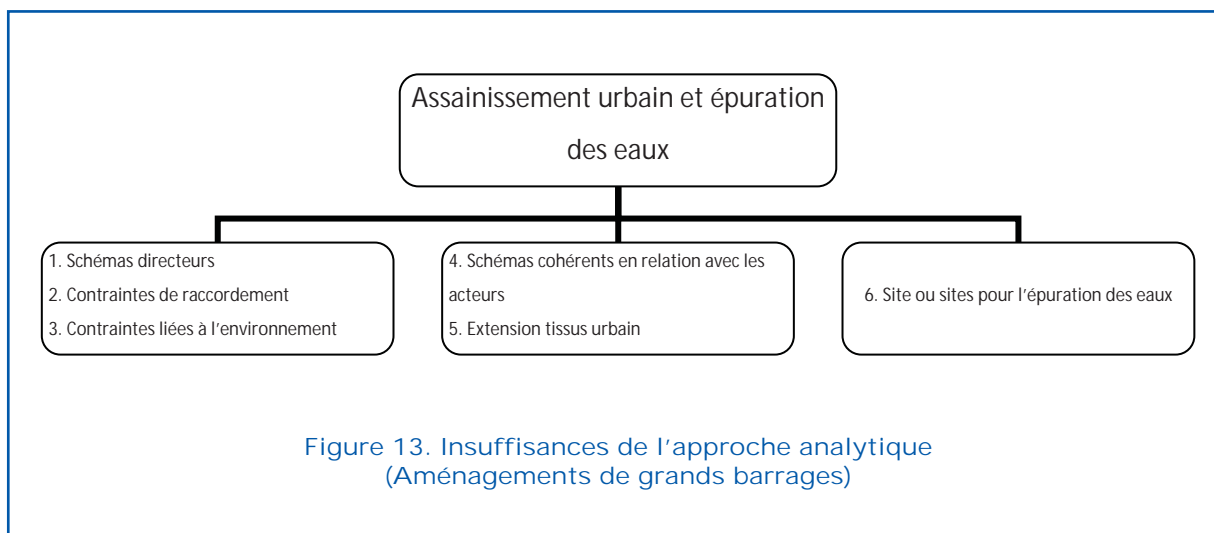 Assainissement urbain et épuration
des eaux
1. Schémas directeurs
2. Contraintes de raccordement
3. Contraintes liées à l'environnement
4. Schémas cohérents en relation avec les
acteurs
5. Extension tissus urbain
6. Site ou sites pour l'épuration des eaux
Figure 13. Insuffisances de l'approche analytique
(Aménagements de grands barrages)